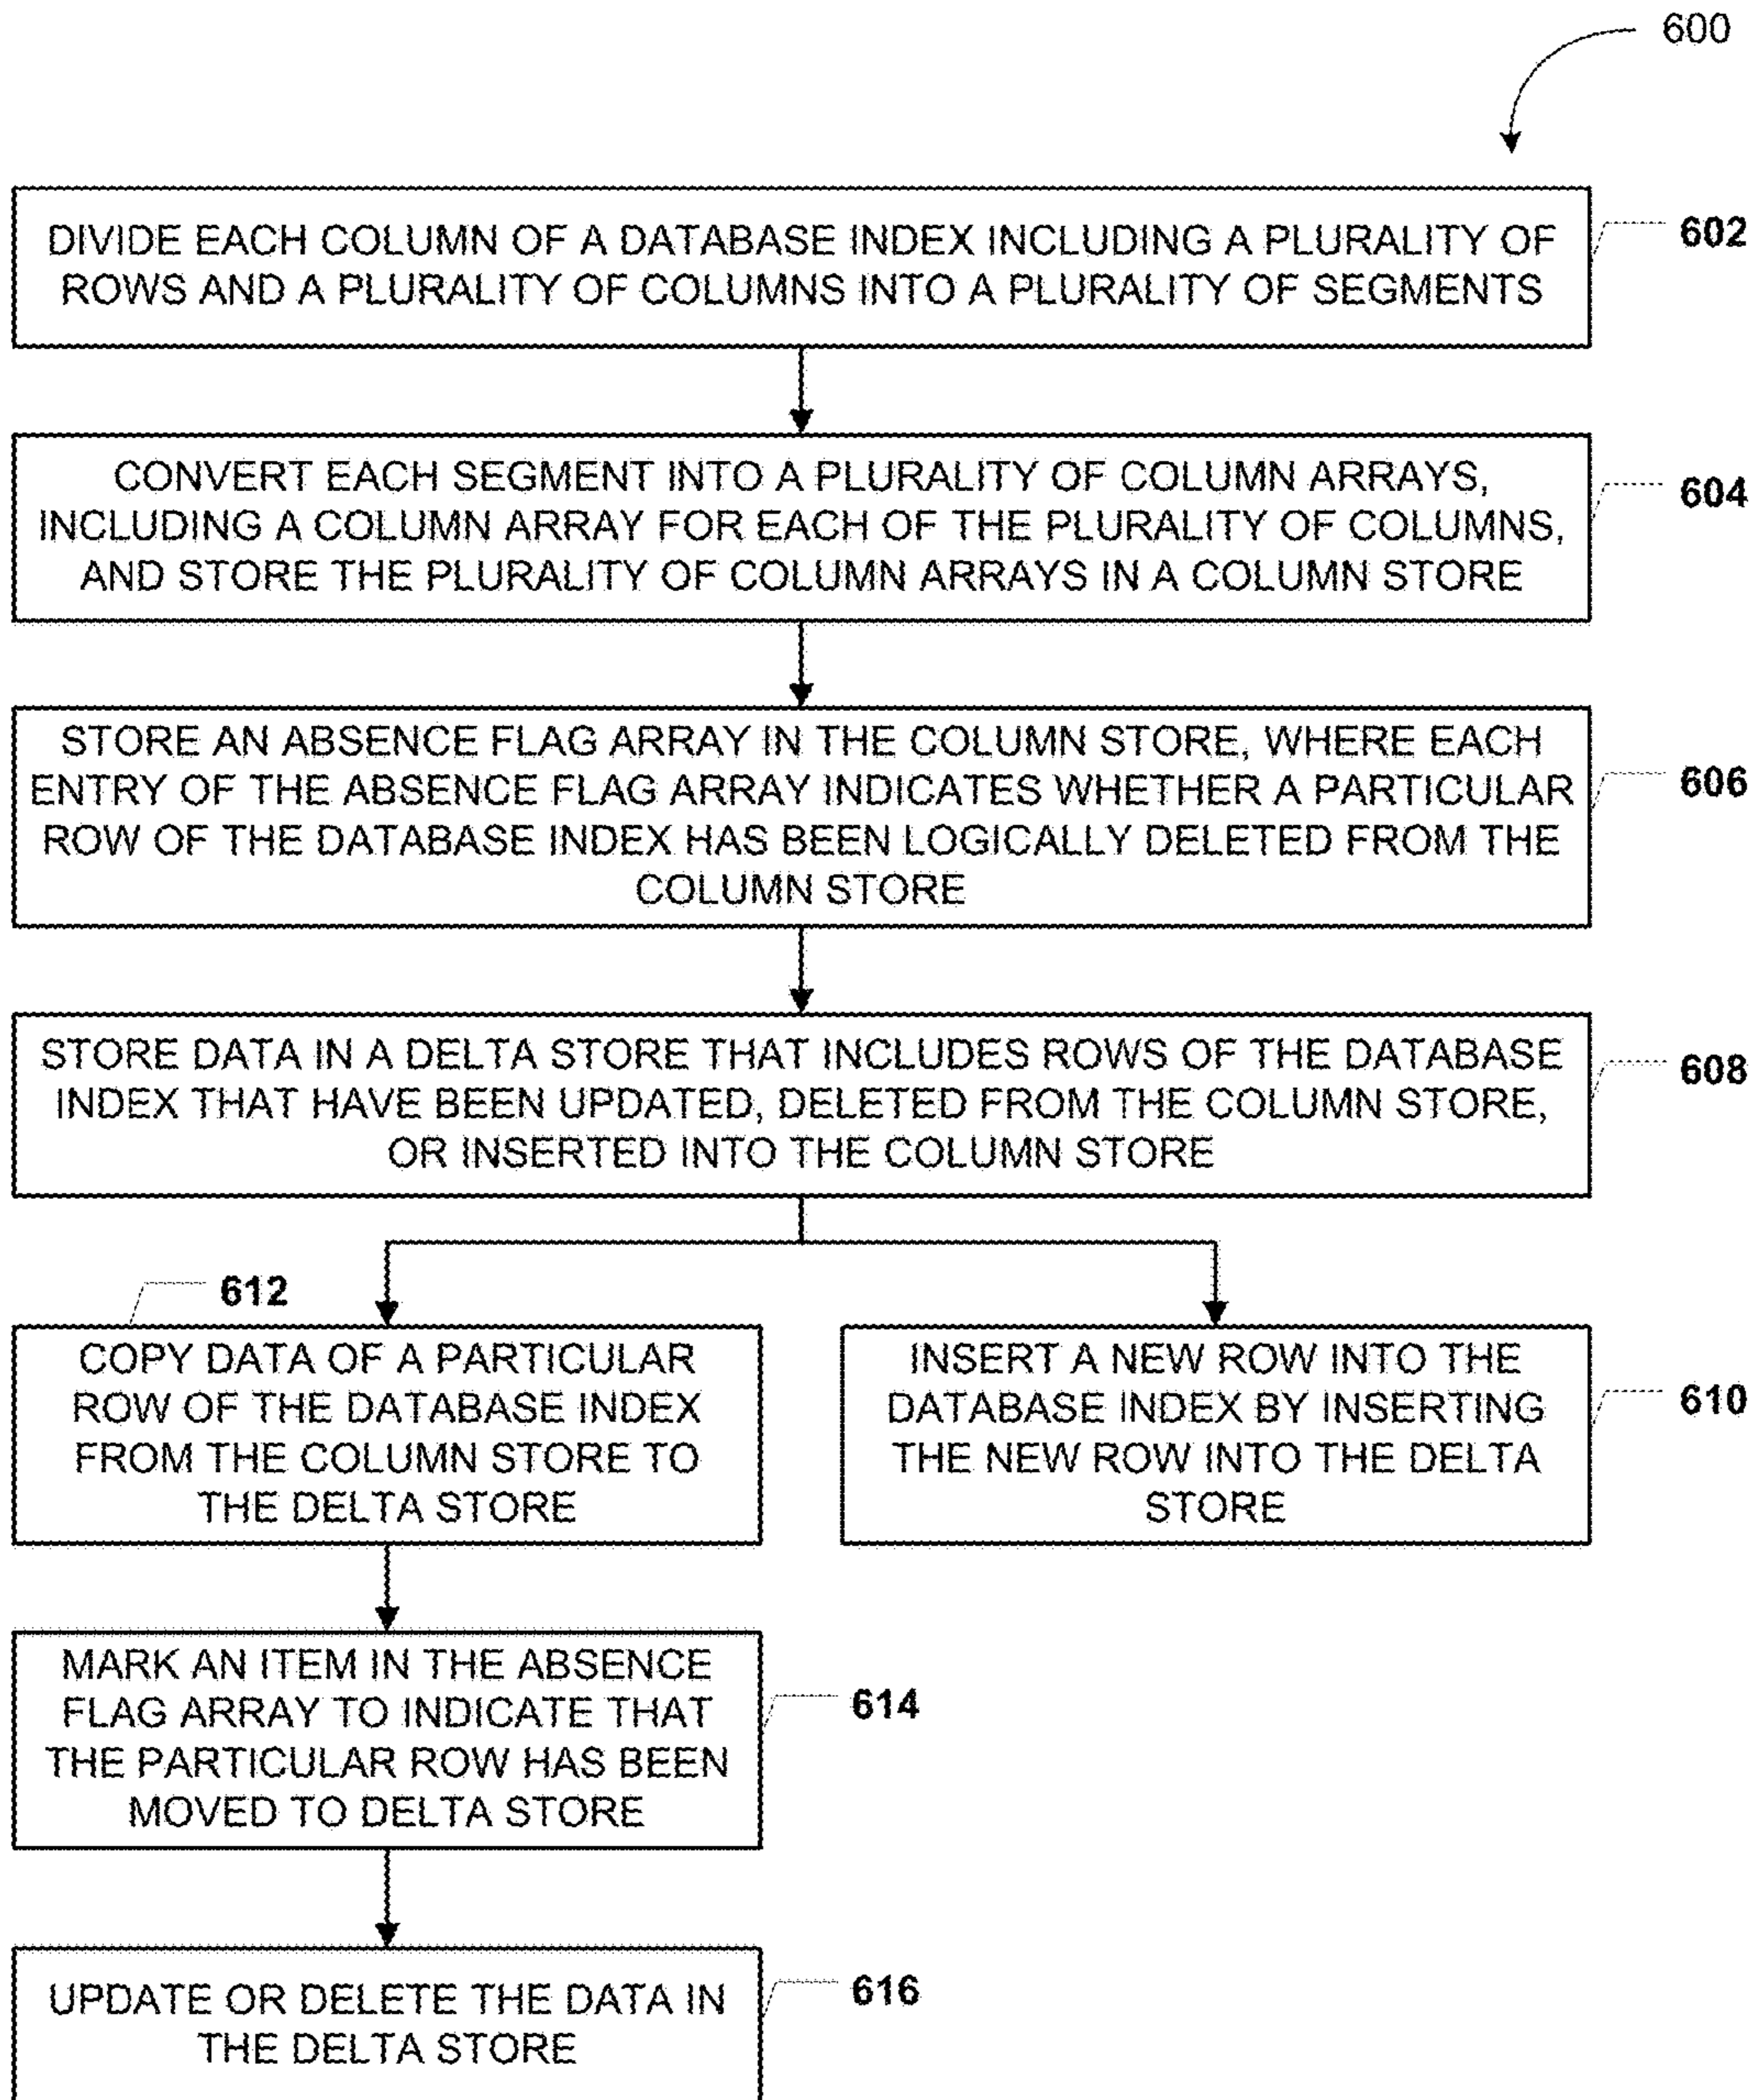 600
DIVIDE EACH COLUMN OF A DATABASE INDEX INCLUDING A PLURALITY OF
ROWS AND A PLURALITY OF COLUMNS INTO A PLURALITY OF SEGMENTS
602
CONVERT EACH SEGMENT INTO A PLURALITY OF COLUMN ARRAYS,
INCLUDING A COLUMN ARRAY FOR EACH OF THE PLURALITY OF COLUMNS,
AND STORE THE PLURALITY OF COLUMN ARRAYS IN A COLUMN STORE
604
STORE AN ABSENCE FLAG ARRAY IN THE COLUMN STORE, WHERE EACH
ENTRY OF THE ABSENCE FLAG ARRAY INDICATES WHETHER A PARTICULAR
ROW OF THE DATABASE INDEX HAS BEEN LOGICALLY DELETED FROM THE
COLUMN STORE
606
STORE DATA IN A DELTA STORE THAT INCLUDES ROWS OF THE DATABASE
INDEX THAT HAVE BEEN UPDATED, DELETED FROM THE COLUMN STORE,
OR INSERTED INTO THE COLUMN STORE
608
612
COPY DATA OF A PARTICULAR
ROW OF THE DATABASE INDEX
FROM THE COLUMN STORE TO
THE DELTA STORE
INSERT A NEW ROW INTO THE
DATABASE INDEX BY INSERTING
THE NEW ROW INTO THE DELTA
STORE
610
MARK AN ITEM IN THE ABSENCE
FLAG ARRAY TO INDICATE THAT
THE PARTICULAR ROW HAS BEEN
MOVED TO DELTA STORE
614
UPDATE OR DELETE THE DATA IN
THE DELTA STORE
616